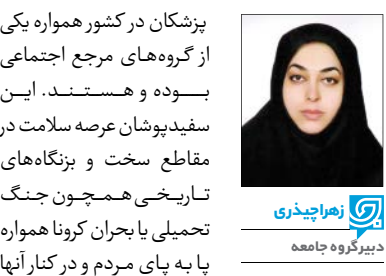 پزشکان در کشور همواره یکی
از گروه‌های مرجع اجتماعی
بوده و هستند. این
سفیدپوشان عرصه سلامت در
مقاطع سخت و بزنگاه‌های
تاریخی همچون جنگ
تحمیلی یا بحران کرونا همواره
پا به پای مردم و در کنار آنها
زهرا چیذری
دبیر گروه جامعه